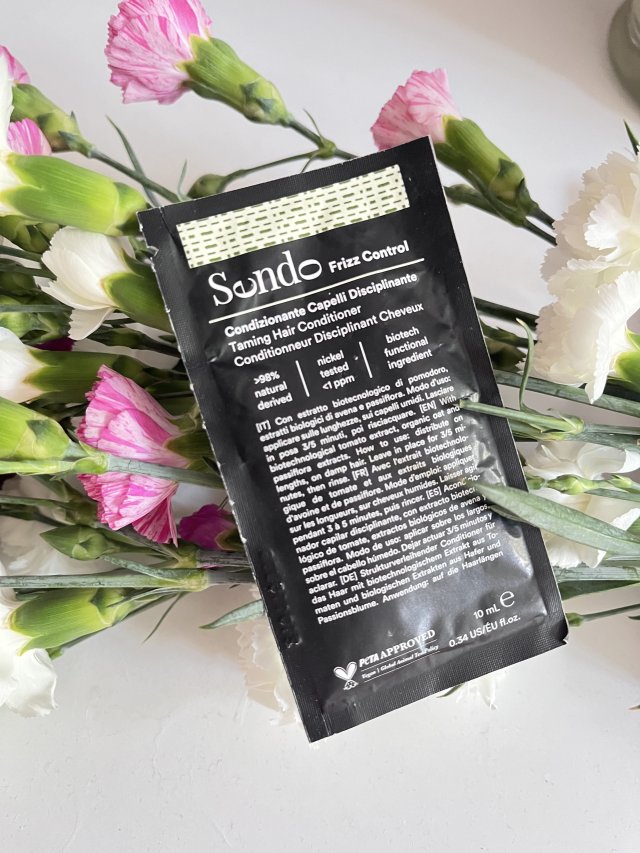 Sendo Frizz Control
Condizionante Capelli Disciplinante
Taming Hair Conditioner
Conditionneur Disciplinant Cheveux
>98%
natural
derived
nickel
tested
<1 ppm
biotech
functional
ingredient
[IT] Con estratto biotecnologico di pomodoro,
estratti biologici di avena e passiflora. Modo d'uso:
applicare sulle lunghezze, sui capelli umidi. Lasciare
in posa 3/5 minuti, poi risciacquare. [EN] With
biotechnological tomato extract, organic oat and
passiflora extracts. How to use: distribute on
lengths, on damp hair. Leave in place for 3/5 mi-
nutes, then rinse. [FR] Avec l'extrait biotechnolo-
gique de tomate et aux extraits biologiques
d'avoine et de passiflore. Mode d'emploi: appliquer
sur les longueurs, sur cheveux humides. Laisser agir
pendant 3 à 5 minutes, puis rincer. [ES] Acondicio-
nador capilar disciplinante, con extracto biotecno-
lógico de tomate, extractos biológicos de avena y
passiflora. Modo de uso: aplicar sobre los largos,
sobre el cabello húmedo. Dejar actuar 3/5 minutos y
aclarar. [DE] Strukturverleihender Conditioner für
das Haar mit biotechnologischem Extrakt aus To-
maten und biologischen Extrakten aus Hafer und
Passionsblume. Anwendung: auf die Haarlängen
PETA APPROVED
Vegan | Global Animal Test Policy
10 mL e
0.34 US/EU fl.oz.